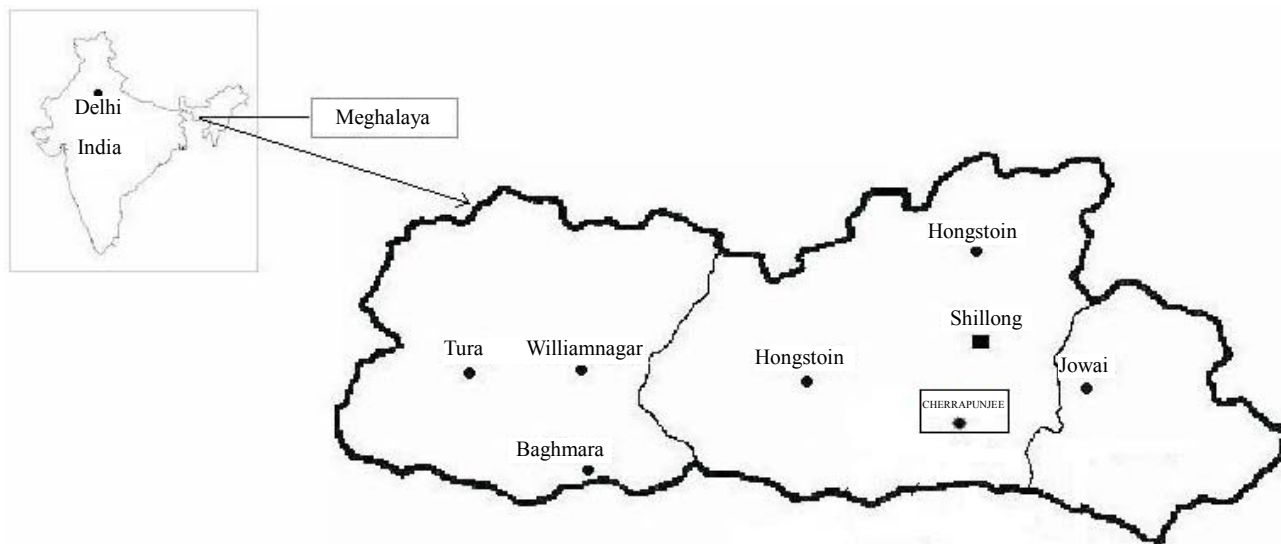 Delhi
India
Meghalaya
Hongstoin
Shillong
Tura
Williamnagar
Hongstoin
Jowai
CHERRAPUNJEE
Baghmara